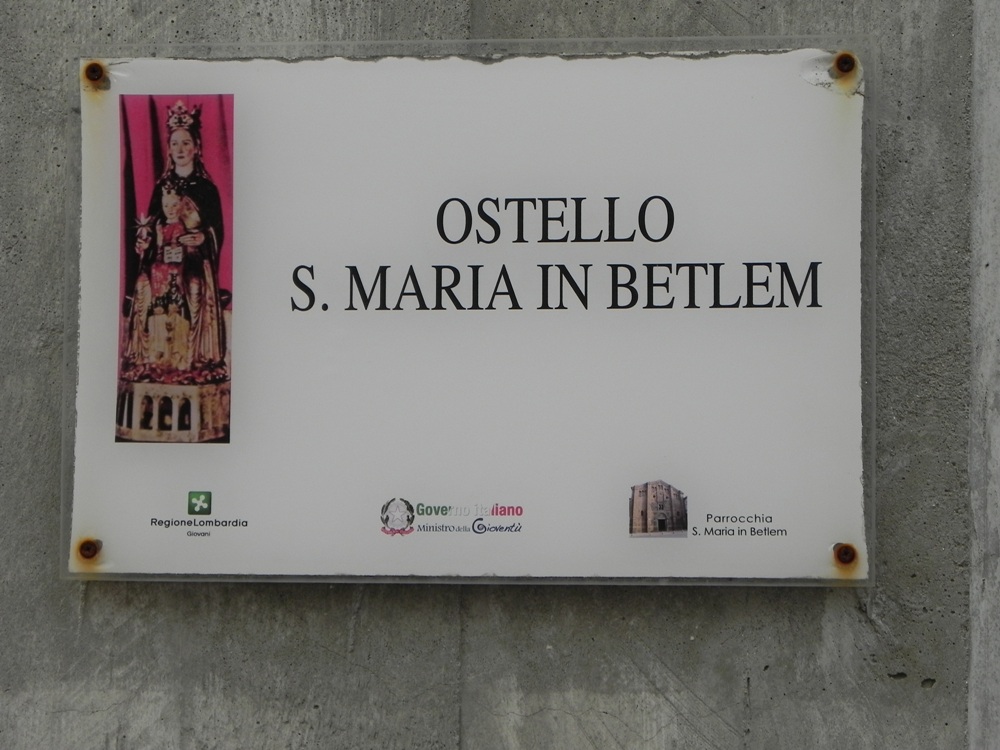 OSTELLO
S. MARIA IN BETLEM
RegioneLombardia
Giovani
Governo Italiano
Ministro della Gioventù
Parrocchia
S. Maria in Betlem